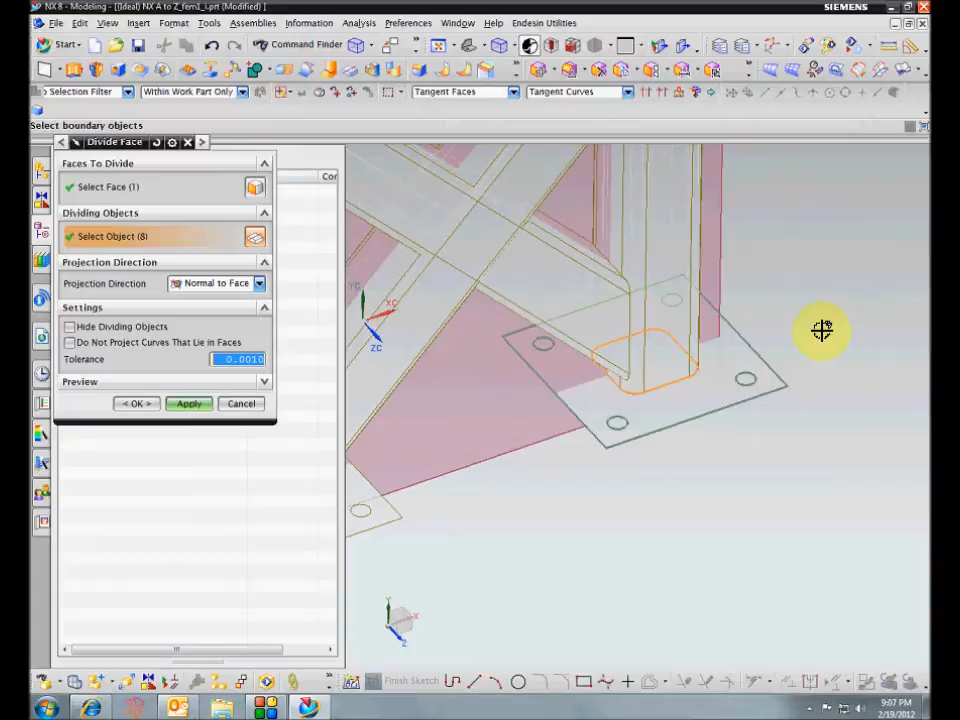 NX 8 - Modeling - [(Ideal) NX A to Z_fem1_i.prt (Modified) ]
SIEMENS
File Edit View Insert Format Tools Assemblies Information Analysis Preferences Window Help Endesin Utilities
Start Command Finder
o Selection Filter Within Work Part Only Tangent Faces Tangent Curves
Select boundary objects
Divide Face
Faces To Divide
Cor
Select Face (1)
Dividing Objects
Select Object (8)
Projection Direction
Projection Direction Normal to Face
Settings
Hide Dividing Objects
Do Not Project Curves That Lie in Faces
Tolerance 0.0010
Preview
< OK > Apply Cancel
YC
XC
ZC
Y
X
Z
Finish Sketch
9:07 PM
2/19/2012